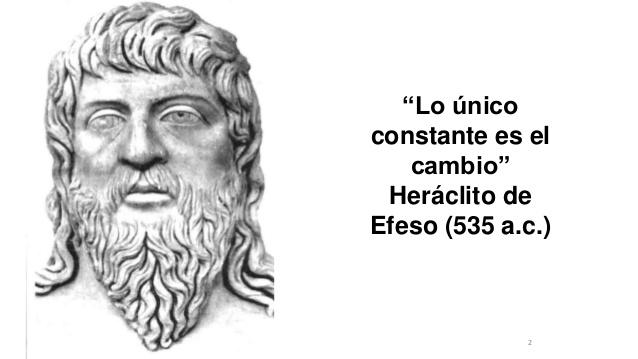 “Lo único
constante es el
cambio”
Heráclito de
Efeso (535 a.c.)
2